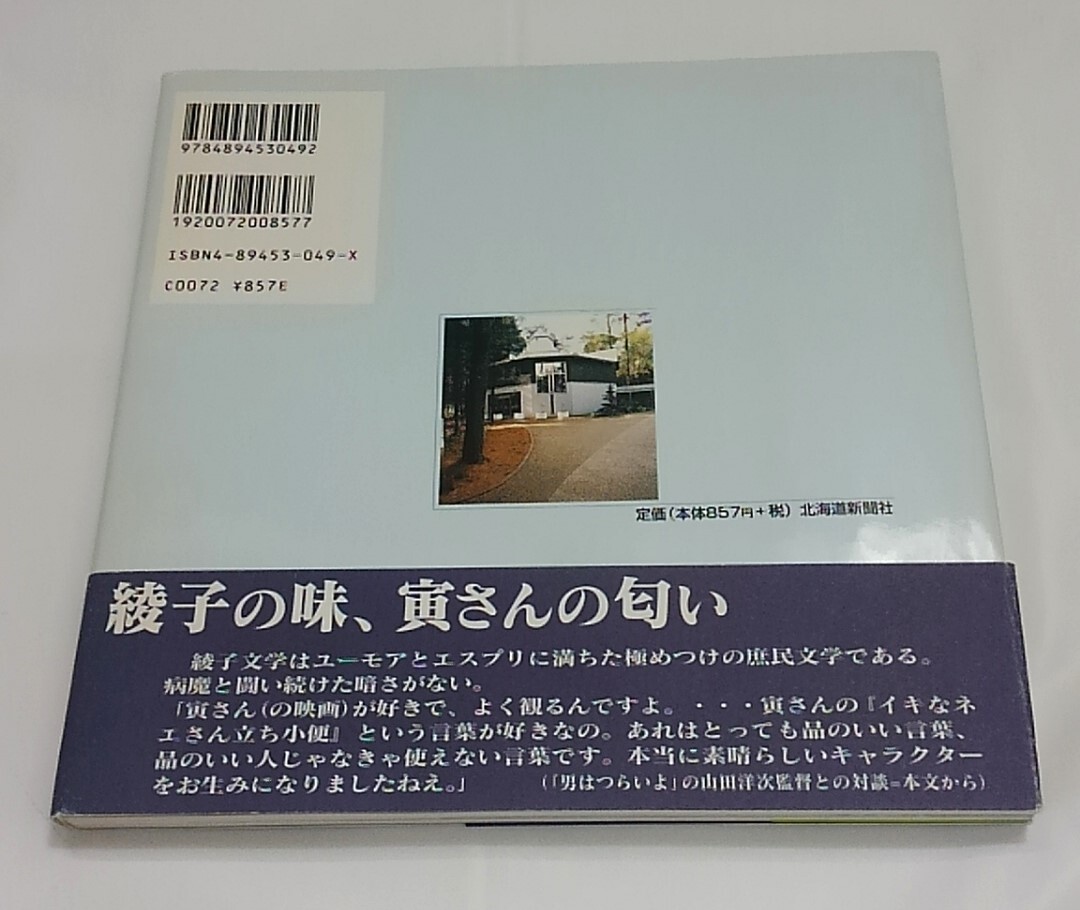 9784894530492
1920072008577
ISBN4-89453-049-X
C0072 ¥857E
定価(本体857円+税) 北海道新聞社
綾子の味、寅さんの匂い
綾子文学はユーモアとエスプリに満ちた極めつけの庶民文学である。
病魔と闘い続けた暗さがない。
「寅さん(の映画)が好きで、よく観るんですよ。・・・寅さんの『イキなネ
エさん立ち小便』という言葉が好きなの。あれはとっても品のいい言葉、
品のいい人じゃなきゃ使えない言葉です。本当に素晴らしいキャラクター
をお生みになりましたねえ。」 (「男はつらいよ」の山田洋次監督との対談=本文から)